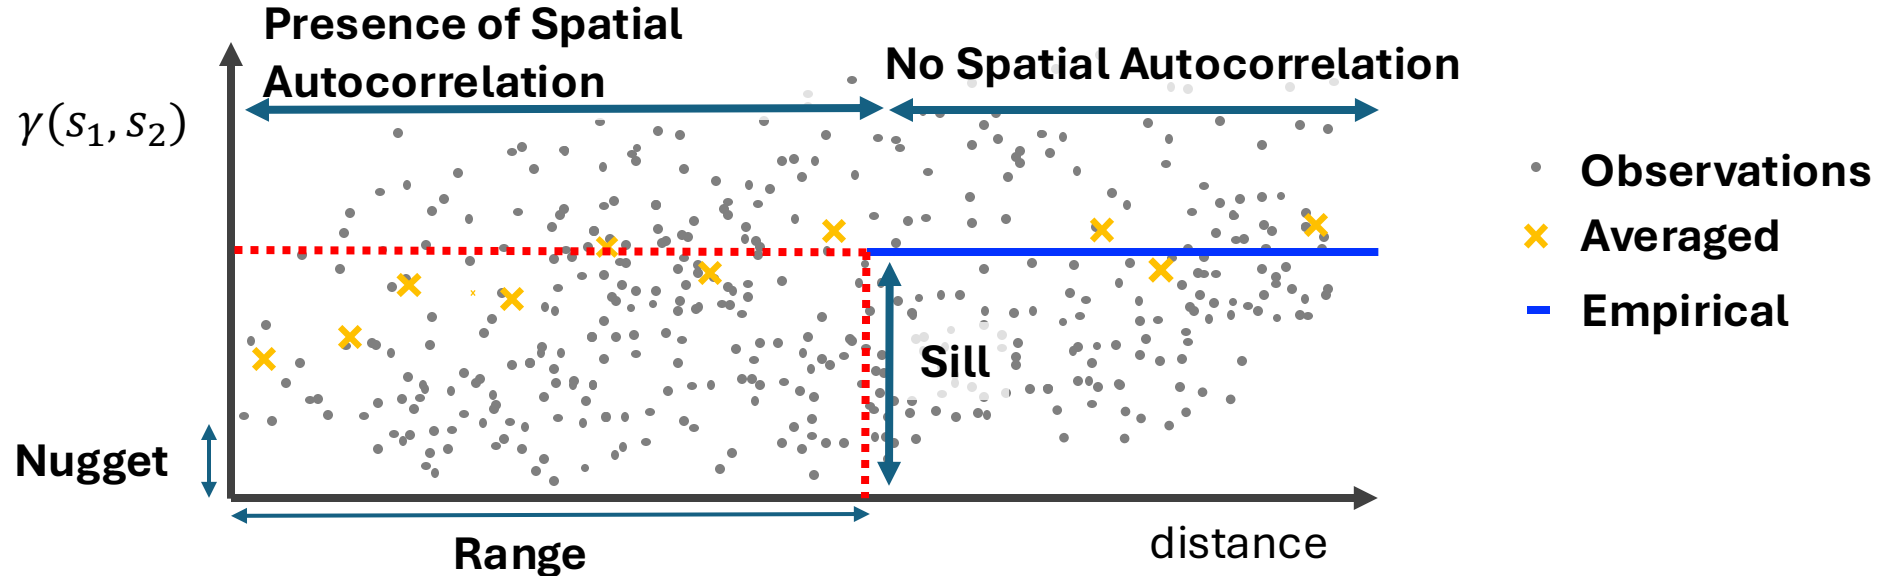 Presence of Spatial
Autocorrelation
No Spatial Autocorrelation
γ(s₁, s₂)
Observations
Averaged
Empirical
Sill
Nugget
Range
distance